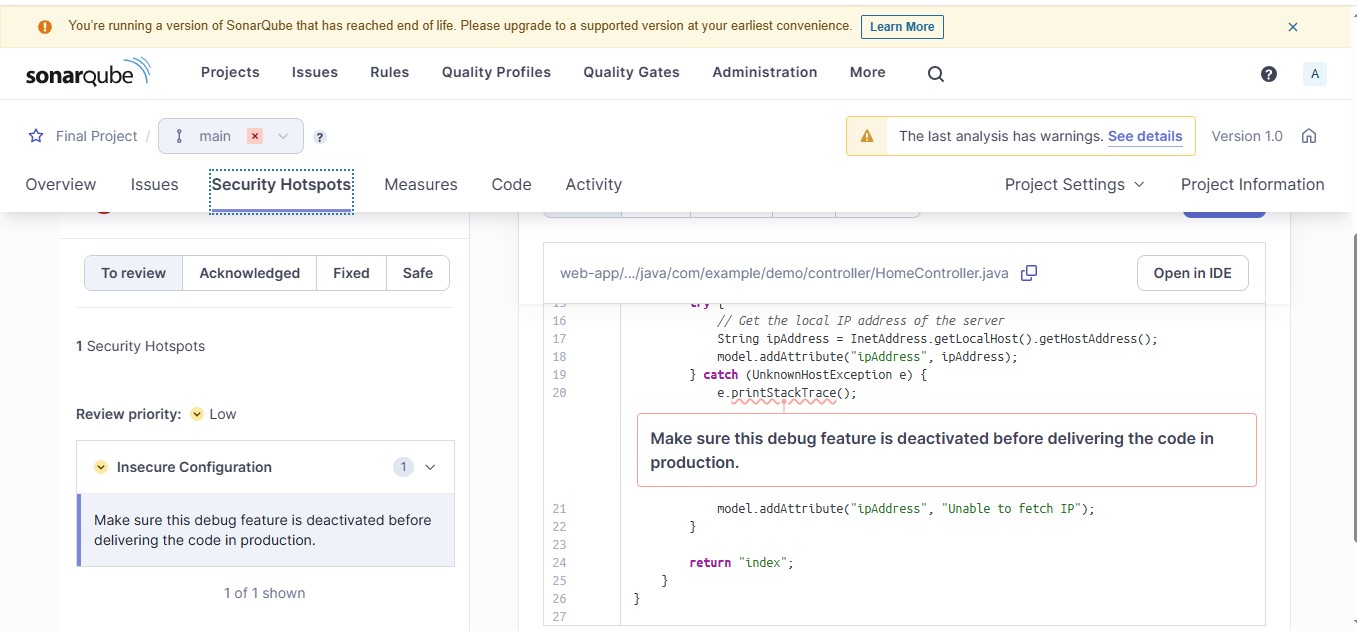 You're running a version of SonarQube that has reached end of life. Please upgrade to a supported version at your earliest convenience. Learn More
sonarqube Projects Issues Rules Quality Profiles Quality Gates Administration More ? A
Final Project / main ?
The last analysis has warnings. See details Version 1.0
Overview Issues Security Hotspots Measures Code Activity Project Settings Project Information
To review Acknowledged Fixed Safe
1 Security Hotspots
Review priority: Low
Insecure Configuration 1
Make sure this debug feature is deactivated before
delivering the code in production.
1 of 1 shown
web-app/.../java/com/example/demo/controller/HomeController.java Open in IDE
15 try {
16 // Get the local IP address of the server
17 String ipAddress = InetAddress.getLocalHost().getHostAddress();
18 model.addAttribute("ipAddress", ipAddress);
19 } catch (UnknownHostException e) {
20 e.printStackTrace();
Make sure this debug feature is deactivated before delivering the code in
production.
21 model.addAttribute("ipAddress", "Unable to fetch IP");
22 }
23
24 return "index";
25 }
26 }
27